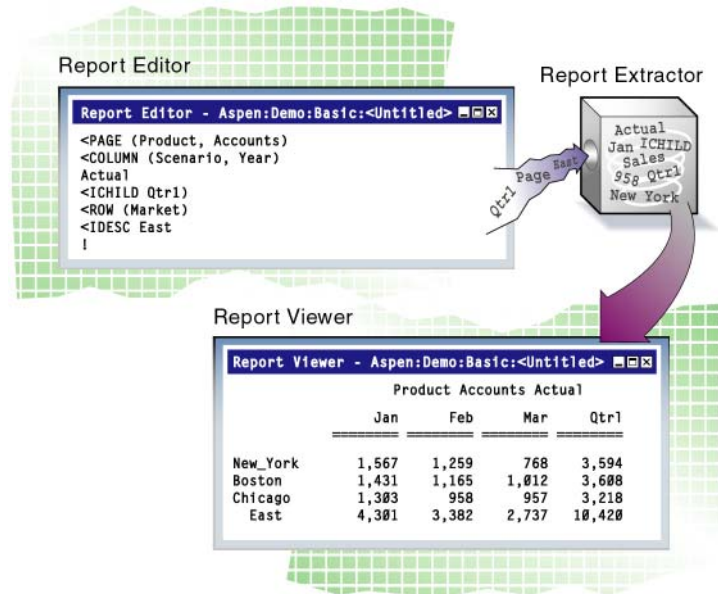 Report Editor
Report Editor - Aspen:Demo:Basic:<Untitled>
<PAGE (Product, Accounts)
<COLUMN (Scenario, Year)
Actual
<ICHILD Qtr1)
<ROW (Market)
<IDESC East
!
Report Extractor
Qtrl Page East
Actual
Jan ICHILD
Sales
958 Qtrl
New York
Report Viewer
Report Viewer - Aspen:Demo:Basic:<Untitled>
Product Accounts Actual
Jan Feb Mar Qtrl
======== ======== ======== ========
New_York 1,567 1,259 768 3,594
Boston 1,431 1,165 1,012 3,608
Chicago 1,303 958 957 3,218
East 4,301 3,382 2,737 10,420